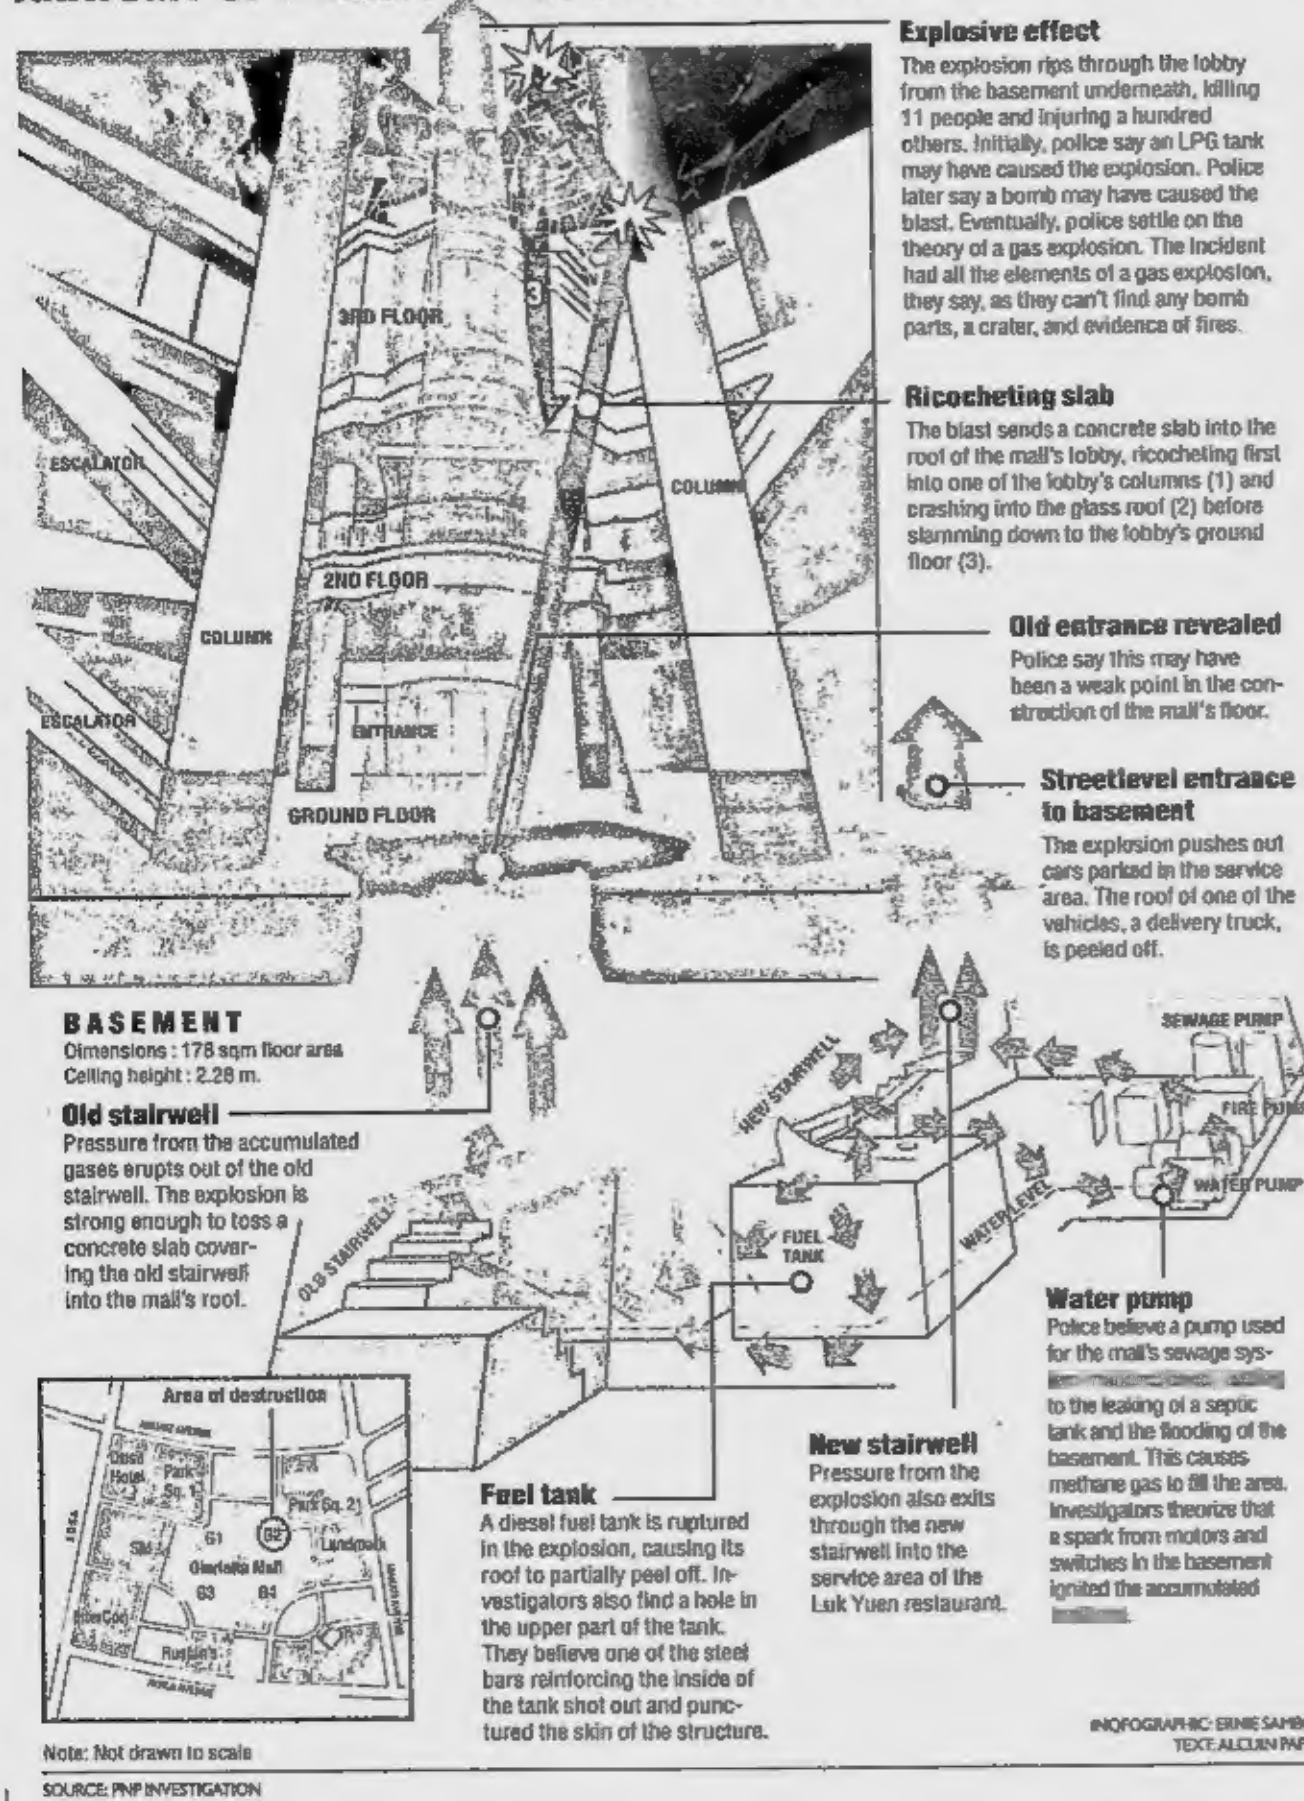 Explosive effect
The explosion rips through the lobby
from the basement underneath, killing
11 people and injuring a hundred
others. Initially, police say an LPG tank
may have caused the explosion. Police
later say a bomb may have caused the
blast. Eventually, police settle on the
theory of a gas explosion. The incident
had all the elements of a gas explosion,
they say, as they can't find any bomb
parts, a crater, and evidence of fires.
3
3RD FLOOR
Ricocheting slab
The blast sends a concrete slab into the
roof of the mall's lobby, ricocheting first
into one of the lobby's columns (1) and
crashing into the glass roof (2) before
slamming down to the lobby's ground
floor (3).
ESCALATOR
COLUMN
2ND FLOOR
COLUMN
Old entrance revealed
Police say this may have
been a weak point in the con-
struction of the mall's floor.
ESCALATOR
ENTRANCE
GROUND FLOOR
Streetlevel entrance
to basement
The explosion pushes out
cars parked in the service
area. The roof of one of the
vehicles, a delivery truck,
is peeled off.
BASEMENT
Dimensions : 178 sqm floor area
Ceiling height : 2.28 m.
Old stairwell
Pressure from the accumulated
gases erupts out of the old
stairwell. The explosion is
strong enough to toss a
concrete slab cover-
ing the old stairwell
into the mall's roof.
OLD STAIRWELL
NEW STAIRWELL
SEWAGE PUMP
FIRE PUMP
WATER PUMP
WATER LEVEL
FUEL
TANK
Water pump
Police believe a pump used
for the mall's sewage sys-
to the leaking of a septic
tank and the flooding of the
basement. This causes
methane gas to fill the area.
Investigators theorize that
a spark from motors and
switches in the basement
ignited the accumulated
New stairwell
Pressure from the
explosion also exits
through the new
stairwell into the
service area of the
Luk Yuen restaurant.
Fuel tank
A diesel fuel tank is ruptured
in the explosion, causing its
roof to partially peel off. In-
vestigators also find a hole in
the upper part of the tank.
They believe one of the steel
bars reinforcing the inside of
the tank shot out and punc-
tured the skin of the structure.
Area of destruction
Hotel
Park
Sq. 1
Park Sq. 2
EDSA
SM
G1
G2
Landmark
Glorietta Mall
G3
G4
InterCon
Rustan's
Note: Not drawn to scale
SOURCE: PNP INVESTIGATION
INQFOGRAPHIC: ERNIE
TEXT: ALCUIN